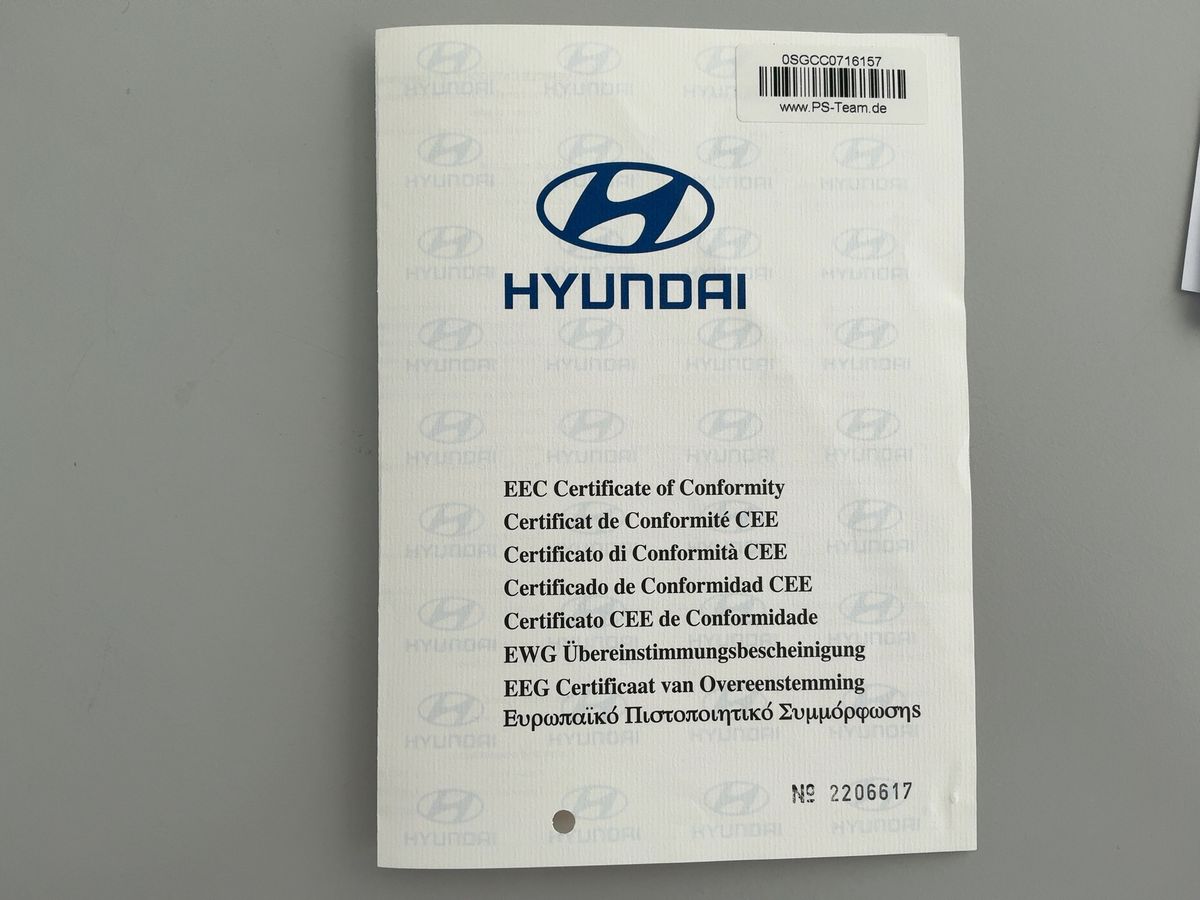 0SGCC0716157
www.PS-Team.de
HYUNDAI
EEC Certificate of Conformity
Certificat de Conformité CEE
Certificato di Conformità CEE
Certificado de Conformidad CEE
Certificato CEE de Conformidade
EWG Übereinstimmungsbescheinigung
EEG Certificaat van Overeenstemming
Ευρωπαϊκό Πιστοποιητικό Συμμόρφωσης
Nº 2206617